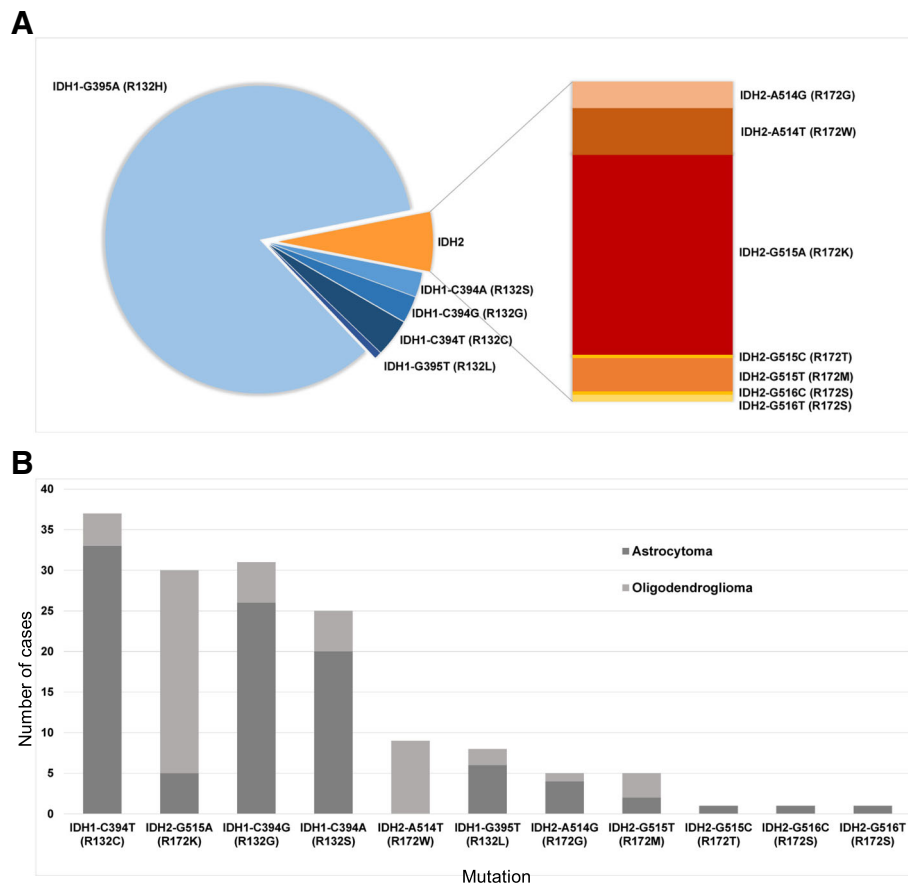 A
IDH1-G395A (R132H)
IDH2
IDH1-C394A (R132S)
IDH1-C394G (R132G)
IDH1-C394T (R132C)
IDH1-G395T (R132L)
IDH2-A514G (R172G)
IDH2-A514T (R172W)
IDH2-G515A (R172K)
IDH2-G515C (R172T)
IDH2-G515T (R172M)
IDH2-G516C (R172S)
IDH2-G516T (R172S)
B
Number of cases
40
35
30
25
20
15
10
5
0
Astrocytoma
Oligodendroglioma
IDH1-C394T
(R132C)
IDH2-G515A
(R172K)
IDH1-C394G
(R132G)
IDH1-C394A
(R132S)
IDH2-A514T
(R172W)
IDH1-G395T
(R132L)
IDH2-A514G
(R172G)
IDH2-G515T
(R172M)
IDH2-G515C
(R172T)
IDH2-G516C
(R172S)
IDH2-G516T
(R172S)
Mutation